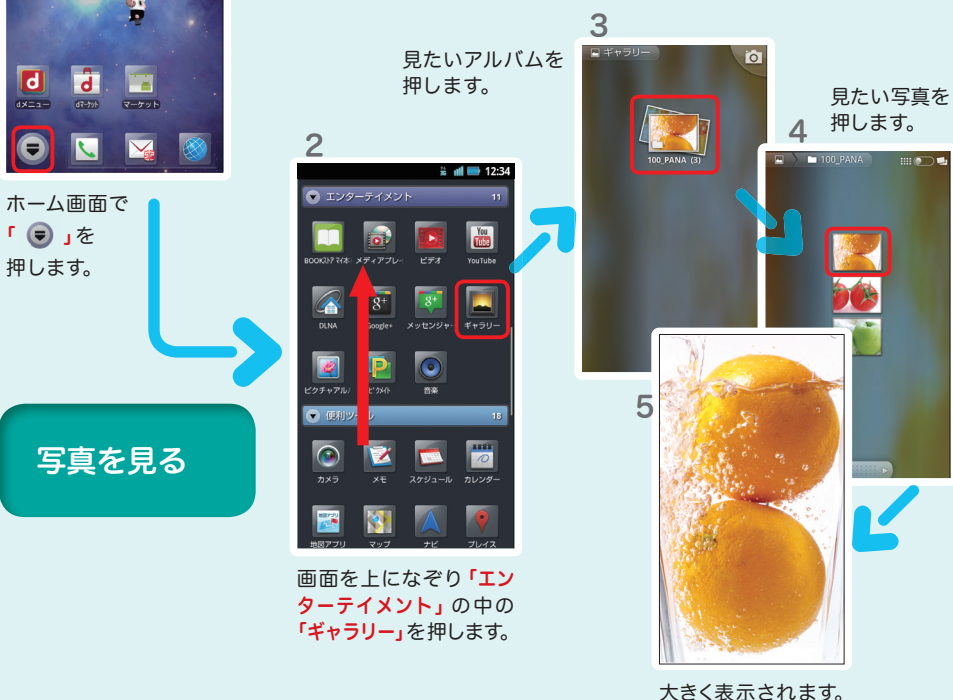 dメニュー
dマーケット
マーケット
ホーム画面で
「 」を
押します。
写真を見る
2
3G
12:34
エンターテイメント 11
BOOKストア マイ本
メディアプレ
ビデオ
YouTube
DLNA
Google+
メッセンジャー
ギャラリー
ピクチャアル
音楽
便利ツ 18
カメラ
メモ
スケジュール
カレンダー
地図アプリ
マップ
ナビ
プレイス
画面を上になぞり「エン
ターテイメント」の中の
「ギャラリー」を押します。
3
見たいアルバムを
押します。
ギャラリー
100_PANA (3)
4
見たい写真を
押します。
100_PANA
5
大きく表示されます。